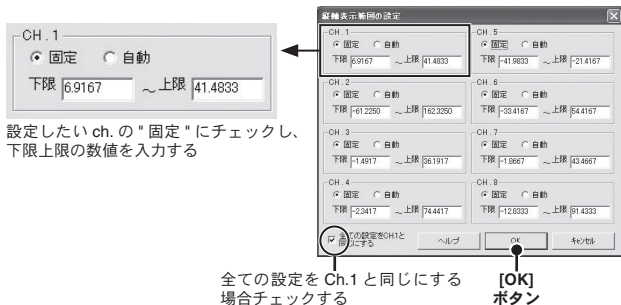 CH. 1
固定 自動
下限 6.9167 ～ 上限 41.4833
設定したい ch. の " 固定 " にチェックし、
下限上限の数値を入力する
縦軸表示範囲の設定
CH. 1
固定 自動
下限 6.9167 ～ 上限 41.4833
CH. 2
固定 自動
下限 -61.2250 ～ 上限 162.3250
CH. 3
固定 自動
下限 -1.4917 ～ 上限 36.1917
CH. 4
固定 自動
下限 -2.3417 ～ 上限 74.4417
CH. 5
固定 自動
下限 -41.9833 ～ 上限 -21.4167
CH. 6
固定 自動
下限 -33.4167 ～ 上限 54.4167
CH. 7
固定 自動
下限 -1.8667 ～ 上限 43.4667
CH. 8
固定 自動
下限 -12.8333 ～ 上限 91.4333
全ての設定をCH.1と
同じにする
ヘルプ OK キャンセル
全ての設定を Ch.1 と同じにする
場合チェックする
[OK]
ボタン